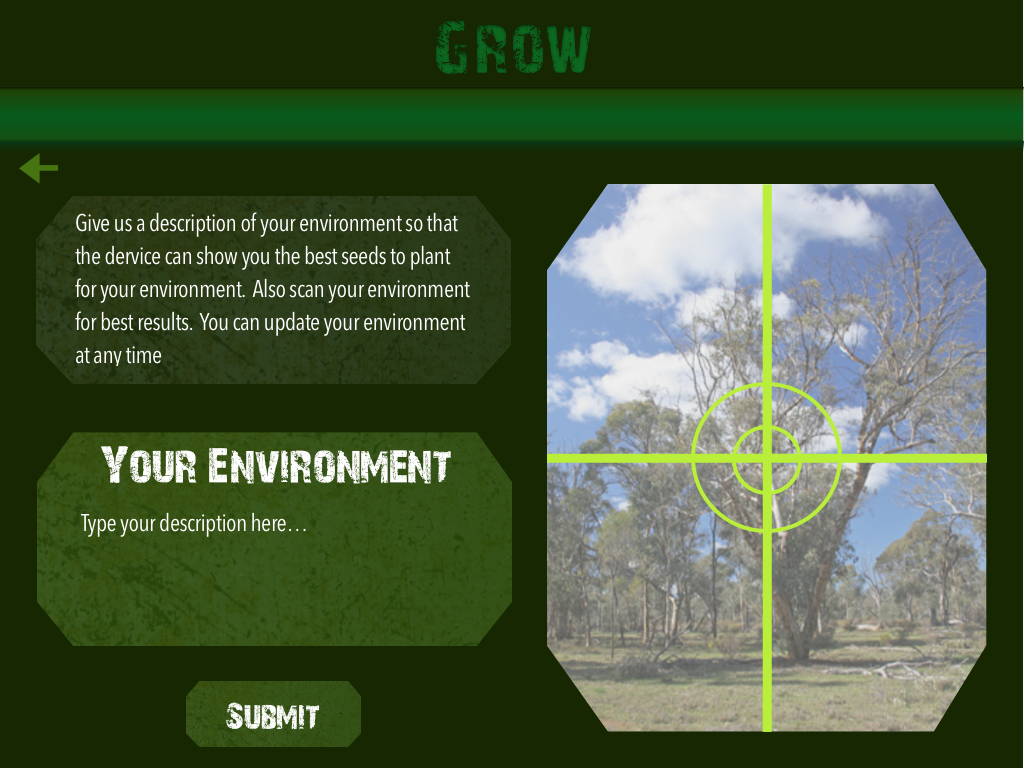 GROW
Give us a description of your environment so that
the dervice can show you the best seeds to plant
for your environment.  Also scan your environment
for best results.  You can update your environment
at any time
YOUR ENVIRONMENT
Type your description here...
SUBMIT